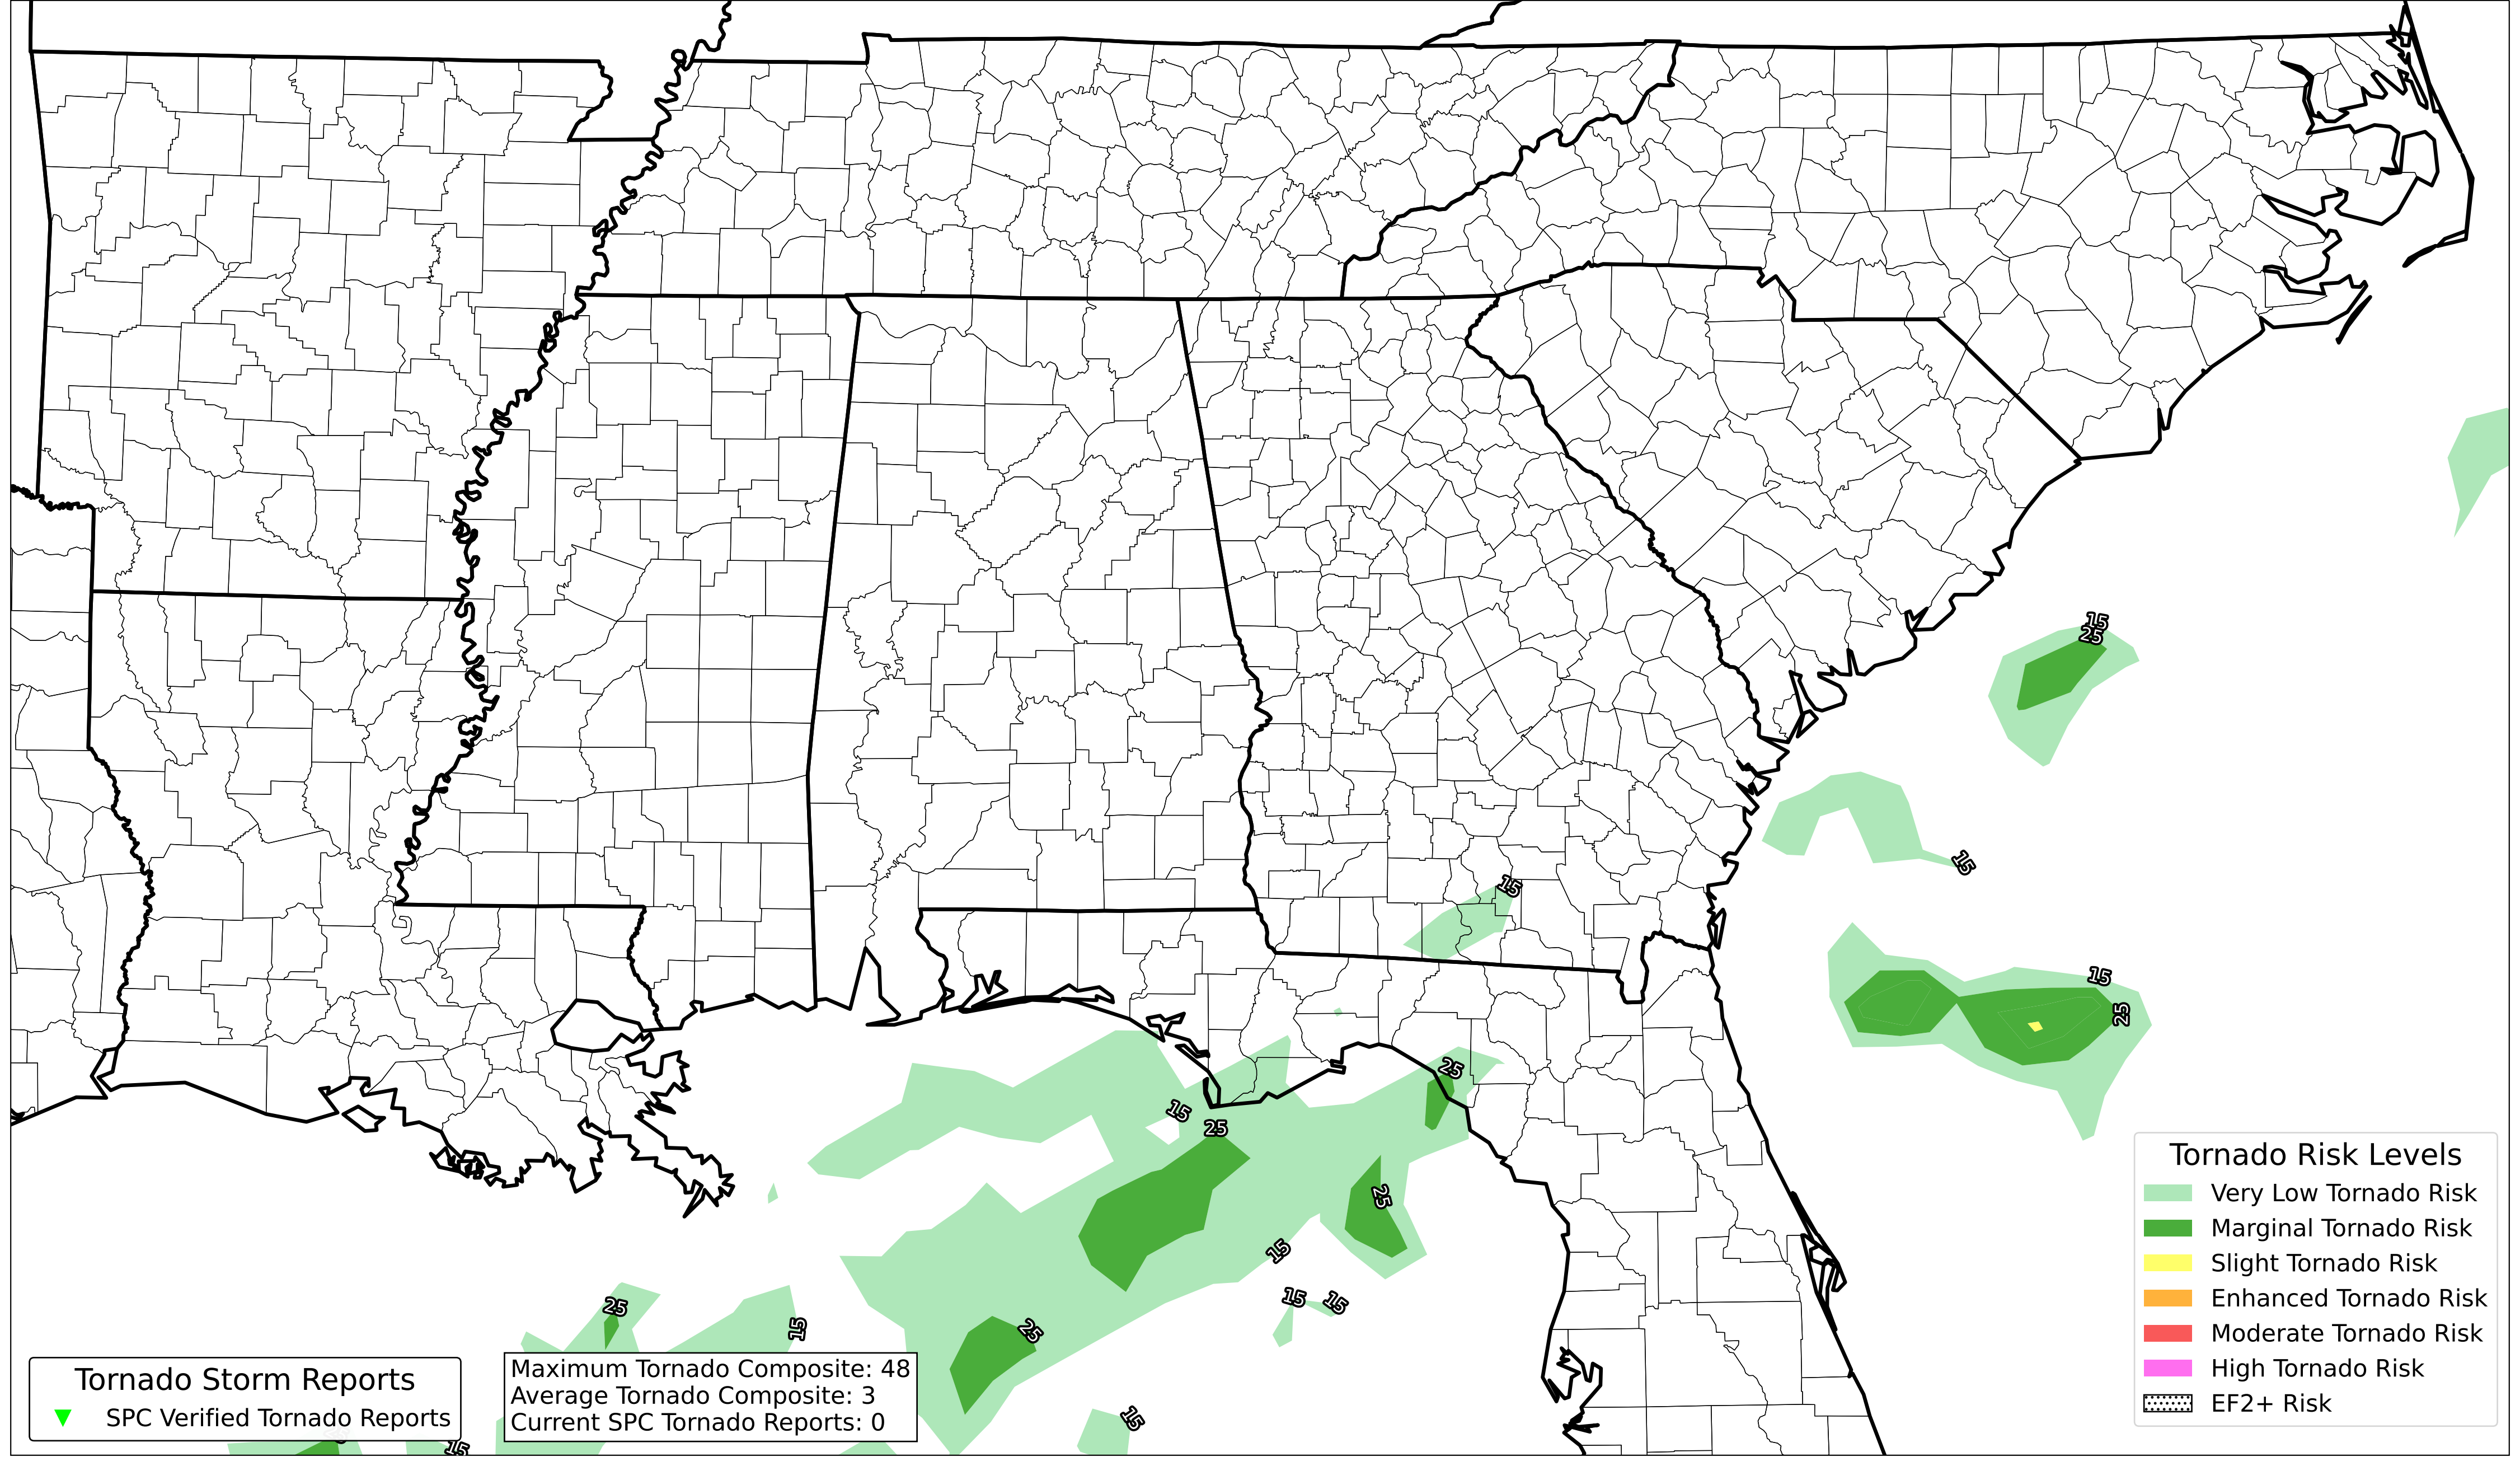 15
25
15
15
15
25
25
15
25
25
15
15
15
25
15
25
15
15
Tornado Risk Levels
Very Low Tornado Risk
Marginal Tornado Risk
Slight Tornado Risk
Enhanced Tornado Risk
Moderate Tornado Risk
High Tornado Risk
EF2+ Risk
Tornado Storm Reports
SPC Verified Tornado Reports
Maximum Tornado Composite: 48
Average Tornado Composite: 3
Current SPC Tornado Reports: 0